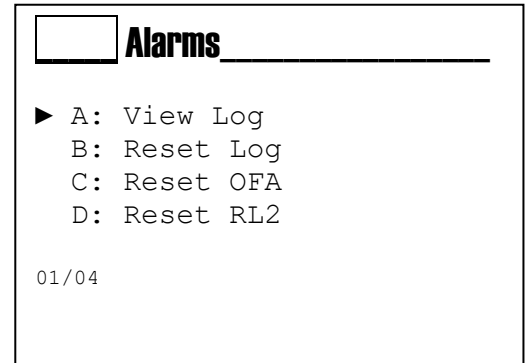 Alarms
► A: View Log
B: Reset Log
C: Reset OFA
D: Reset RL2
01/04